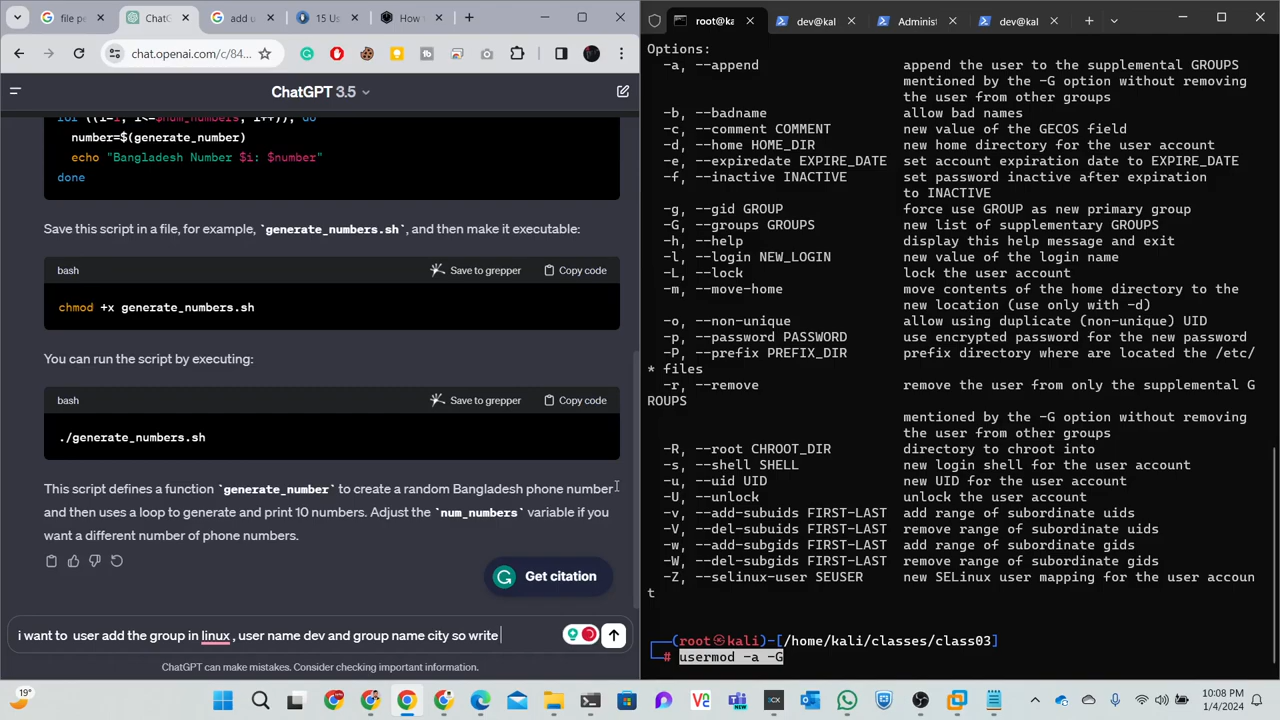 file pe
ChatG
add u
15 Us
How t
chat.openai.com/c/84...
ChatGPT 3.5
for ((i=1; i<=$num_numbers; i++)); do
number=$(generate_number)
echo "Bangladesh Number $i: $number"
done
Save this script in a file, for example, `generate_numbers.sh`, and then make it executable:
bash
Save to grepper
Copy code
chmod +x generate_numbers.sh
You can run the script by executing:
bash
Save to grepper
Copy code
./generate_numbers.sh
This script defines a function `generate_number` to create a random Bangladesh phone number
and then uses a loop to generate and print 10 numbers. Adjust the `num_numbers` variable if you
want a different number of phone numbers.
Get citation
i want to  user add the group in linux , user name dev and group name city so write
ChatGPT can make mistakes. Consider checking important information.
root@ka
dev@kal
Administ
dev@kal
Options:
-a, --append append the user to the supplemental GROUPS
mentioned by the -G option without removing
the user from other groups
-b, --badname allow bad names
-c, --comment COMMENT new value of the GECOS field
-d, --home HOME_DIR new home directory for the user account
-e, --expiredate EXPIRE_DATE set account expiration date to EXPIRE_DATE
-f, --inactive INACTIVE set password inactive after expiration
to INACTIVE
-g, --gid GROUP force use GROUP as new primary group
-G, --groups GROUPS new list of supplementary GROUPS
-h, --help display this help message and exit
-l, --login NEW_LOGIN new value of the login name
-L, --lock lock the user account
-m, --move-home move contents of the home directory to the
new location (use only with -d)
-o, --non-unique allow using duplicate (non-unique) UID
-p, --password PASSWORD use encrypted password for the new password
-P, --prefix PREFIX_DIR prefix directory where are located the /etc/
* files
-r, --remove remove the user from only the supplemental G
ROUPS
mentioned by the -G option without removing
the user from other groups
-R, --root CHROOT_DIR directory to chroot into
-s, --shell SHELL new login shell for the user account
-u, --uid UID new UID for the user account
-U, --unlock unlock the user account
-v, --add-subuids FIRST-LAST add range of subordinate uids
-V, --del-subuids FIRST-LAST remove range of subordinate uids
-w, --add-subgids FIRST-LAST add range of subordinate gids
-W, --del-subgids FIRST-LAST remove range of subordinate gids
-Z, --selinux-user SEUSER new SELinux user mapping for the user accoun
t
(root㉿kali)-[/home/kali/classes/class03]
# usermod -a -G
19°
10:08 PM
1/4/2024